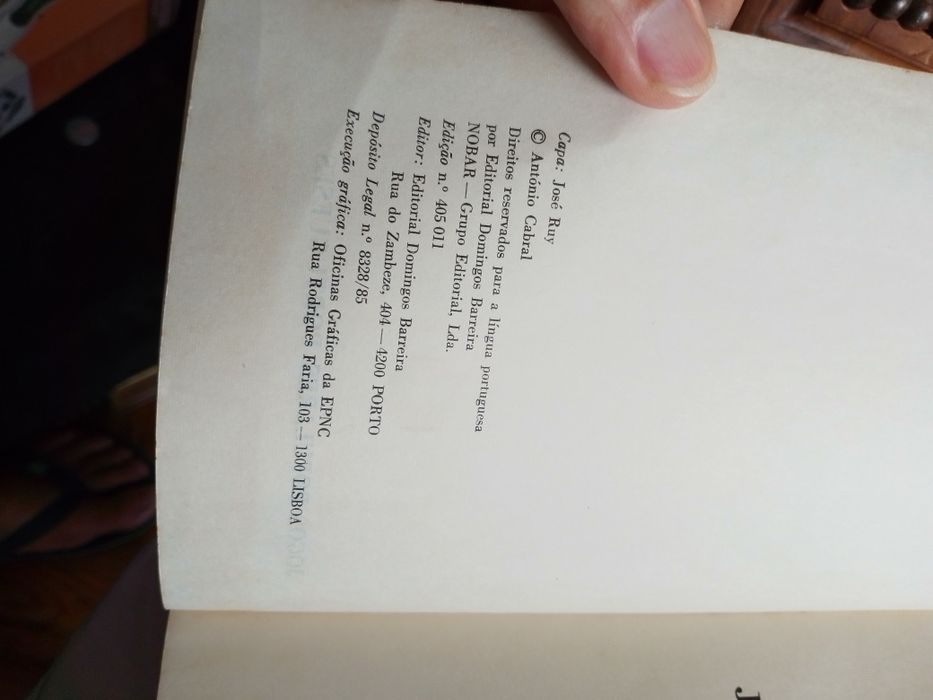 Capa: José Ruy
© António Cabral
Direitos reservados para a língua portuguesa
por Editorial Domingos Barreira
NOBAR — Grupo Editorial, Lda.
Edição n.º 405 011
Editor: Editorial Domingos Barreira
Rua do Zambeze, 404 — 4200 PORTO
Depósito Legal n.º 8328/85
Execução gráfica: Oficinas Gráficas da EPNC
Rua Rodrigues Faria, 103 — 1300 LISBOA
J